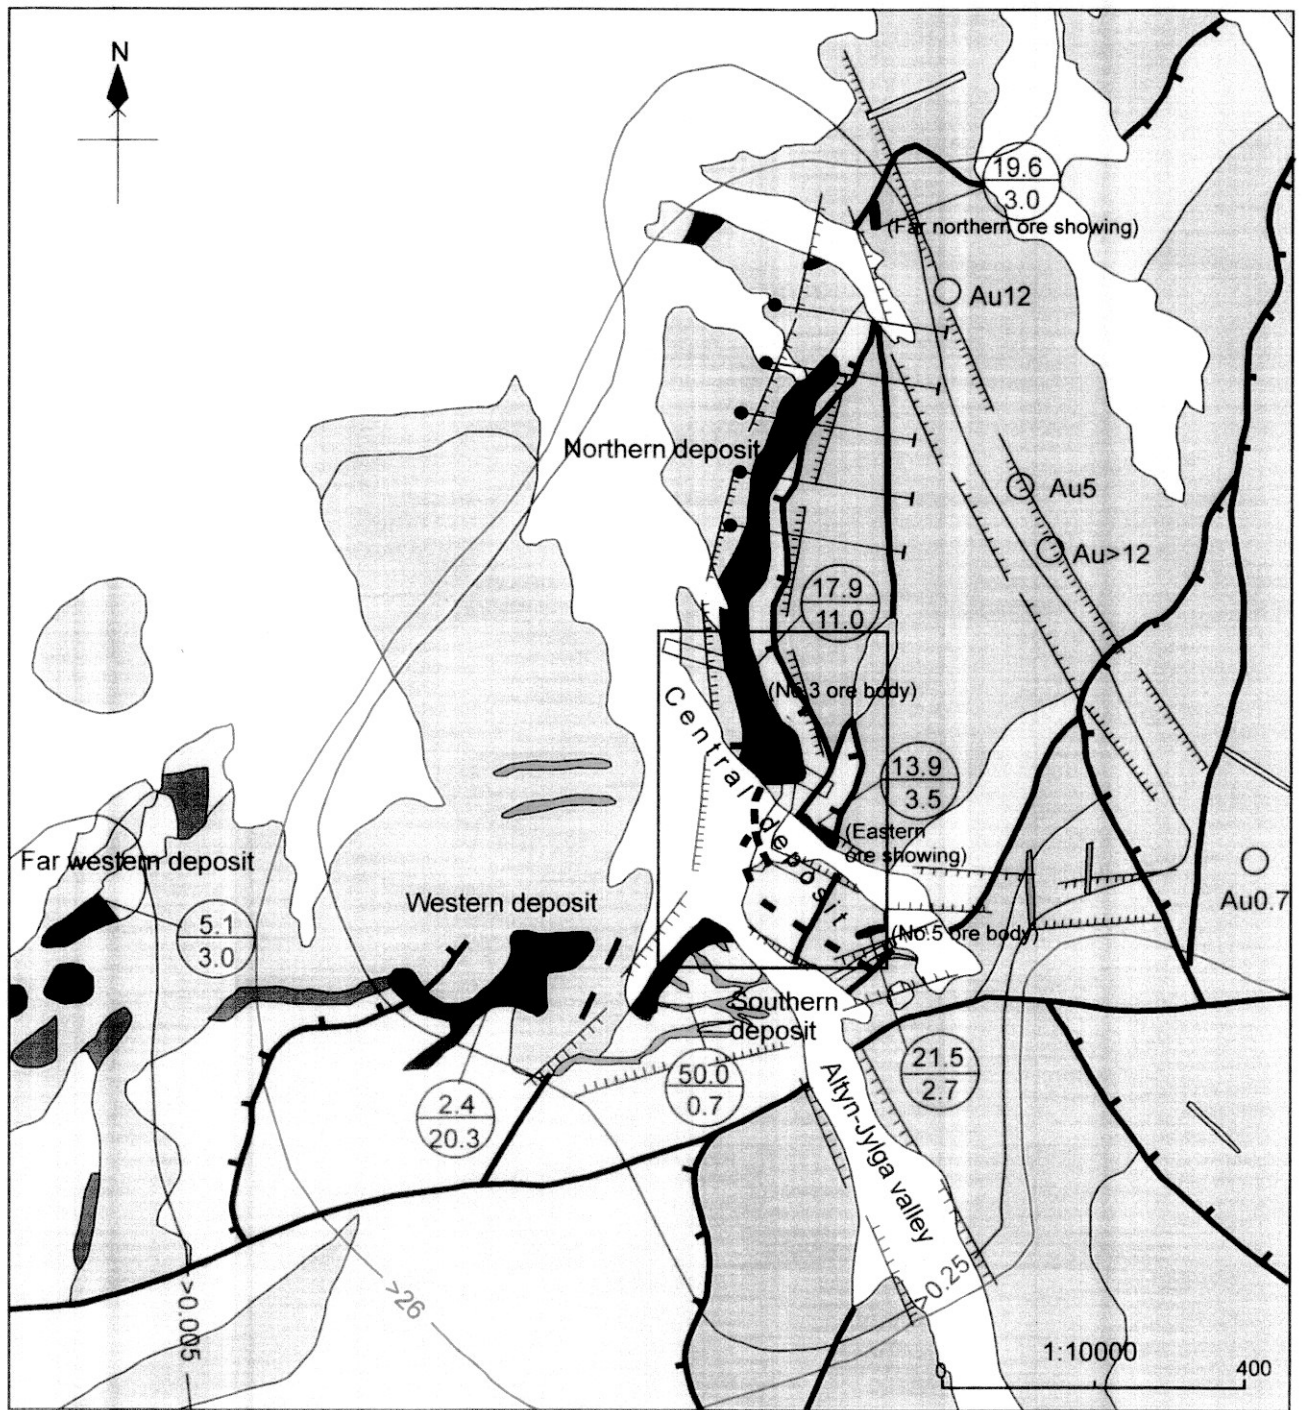 N
19.6
3.0
(Far northern ore showing)
Au12
Northern deposit
Au5
Au>12
17.9
11.0
(No.3 ore body)
Central deposit
13.9
3.5
(Eastern
ore showing)
Far western deposit
Western deposit
Au0.7
5.1
3.0
(No.5 ore body)
Southern
deposit
21.5
2.7
50.0
0.7
2.4
20.3
Altyn-Jylga valley
>0.25
>26
>0.005
1:10000
0
400